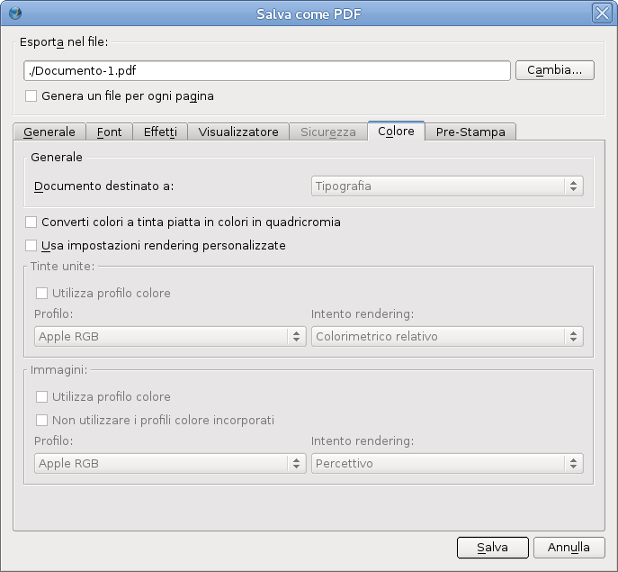 Salva come PDF
Esporta nel file:
./Documento-1.pdf Cambia...
Genera un file per ogni pagina
Generale Font Effetti Visualizzatore Sicurezza Colore Pre-Stampa
Generale
Documento destinato a: Tipografia
Converti colori a tinta piatta in colori in quadricromia
Usa impostazioni rendering personalizzate
Tinte unite:
Utilizza profilo colore
Profilo: Intento rendering:
Apple RGB Colorimetrico relativo
Immagini:
Utilizza profilo colore
Non utilizzare i profili colore incorporati
Profilo: Intento rendering:
Apple RGB Percettivo
Salva Annulla